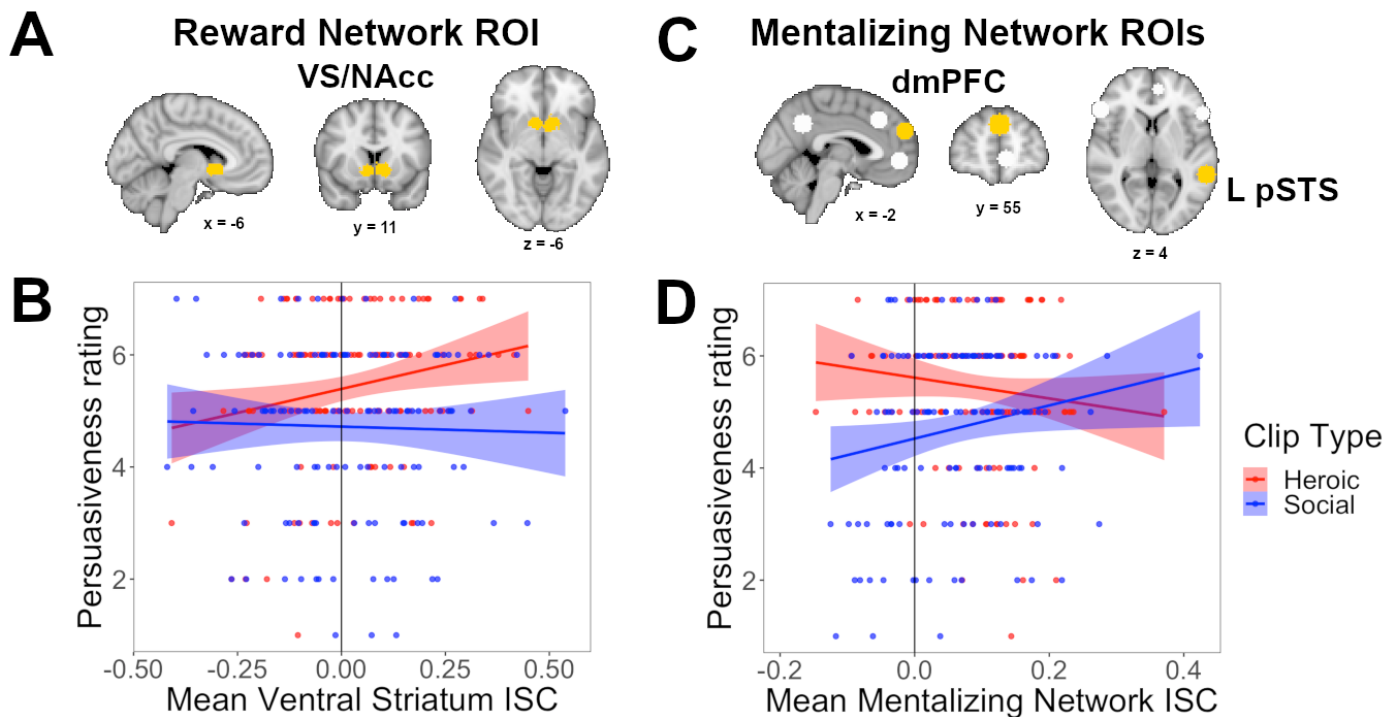 A
Reward Network ROI
VS/NAcc
x = -6
y = 11
z = -6
C
Mentalizing Network ROIs
dmPFC
L pSTS
x = -2
y = 55
z = 4
B
Persuasiveness rating
6
4
2
-0.50
-0.25
0.00
0.25
0.50
Mean Ventral Striatum ISC
D
Persuasiveness rating
6
4
2
-0.2
0.0
0.2
0.4
Mean Mentalizing Network ISC
Clip Type
Heroic
Social